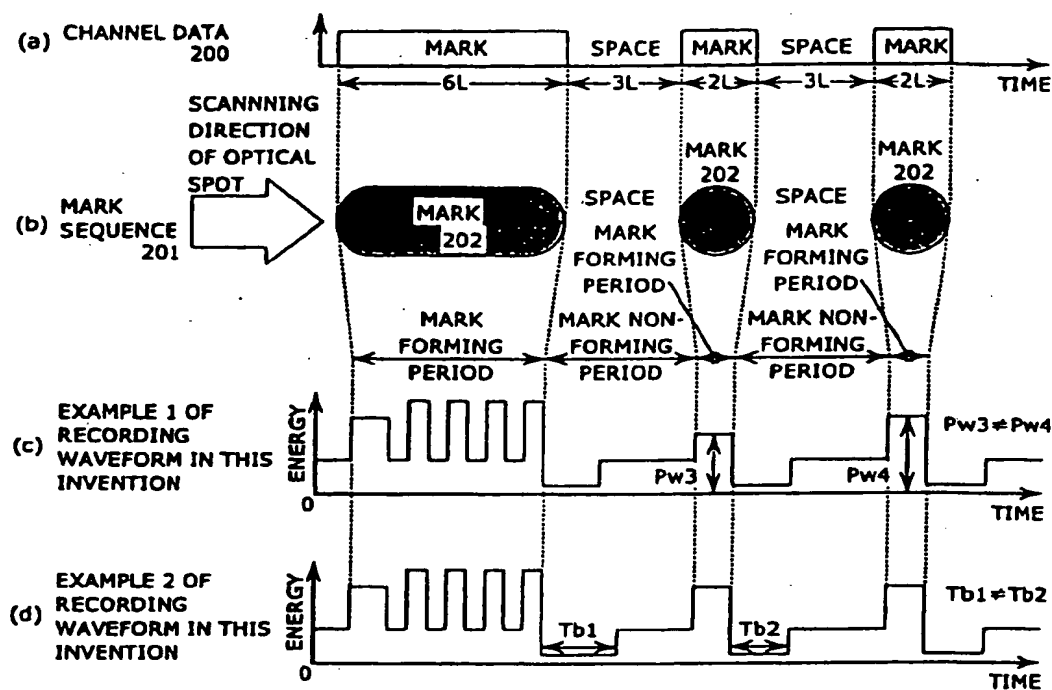 (a) CHANNEL DATA
200
MARK SPACE MARK SPACE MARK
6L 3L 2L 3L 2L
TIME
SCANNNING
DIRECTION
OF OPTICAL
SPOT
(b) MARK
SEQUENCE
201
MARK
202
SPACE
MARK
202
SPACE
MARK
202
MARK
FORMING
PERIOD
MARK
FORMING
PERIOD
MARK
FORMING
PERIOD
MARK NON-
FORMING
PERIOD
MARK NON-
FORMING
PERIOD
(c) EXAMPLE 1 OF
RECORDING
WAVEFORM IN THIS
INVENTION
ENERGY
0
Pw3
Pw4
Pw3≠Pw4
TIME
(d) EXAMPLE 2 OF
RECORDING
WAVEFORM IN THIS
INVENTION
ENERGY
0
Tb1
Tb2
Tb1≠Tb2
TIME